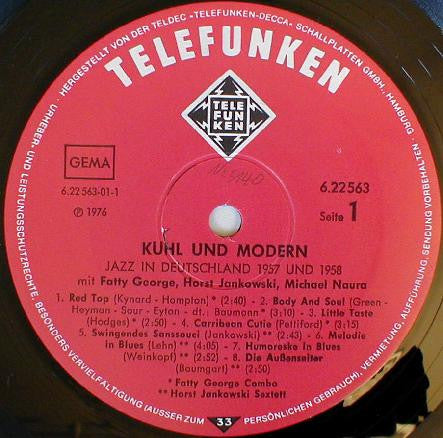 URHEBER- UND LEISTUNGSSCHUTZRECHTE, BESONDERES VERVIELFÄLTIGUNG (AUSSER ZUM PERSÖNLICHEN GEBRAUCH), VERMIETUNG, AUFFÜHRUNG, SENDUNG VORBEHALTEN.
HERGESTELLT VON DER TELDEC »TELEFUNKEN-DECCA« SCHALLPLATTEN GMBH., HAMBURG
TELEFUNKEN
TELE
FUN
KEN
GEMA
6.22 563-01-1
℗ 1976
6.22563
Seite 1
KUHL UND MODERN
JAZZ IN DEUTSCHLAND 1957 UND 1958
mit Fatty George, Horst Jankowski, Michael Naura
1. Red Top (Kynard - Hampton) * (2:40) - 2. Body And Soul (Green -
Heyman - Sour - Eyton - dt.: Baumann * (3:10) - 3. Little Taste
(Hodges) * (2:50) - 4. Carribean Cutie (Pettiford) * (3:15)
5. Swingendes Sanssouci (Jankowski) ** (2:43) - 6. Melodie
in Blues (Lehn) ** (4:05) - 7. Humoreske in Blues
(Weinkopf) ** (2:52) - 8. Die Außenseiter
(Baumgart) ** (2:50)
* Fatty George Combo
** Horst Jankowski Sextett
33